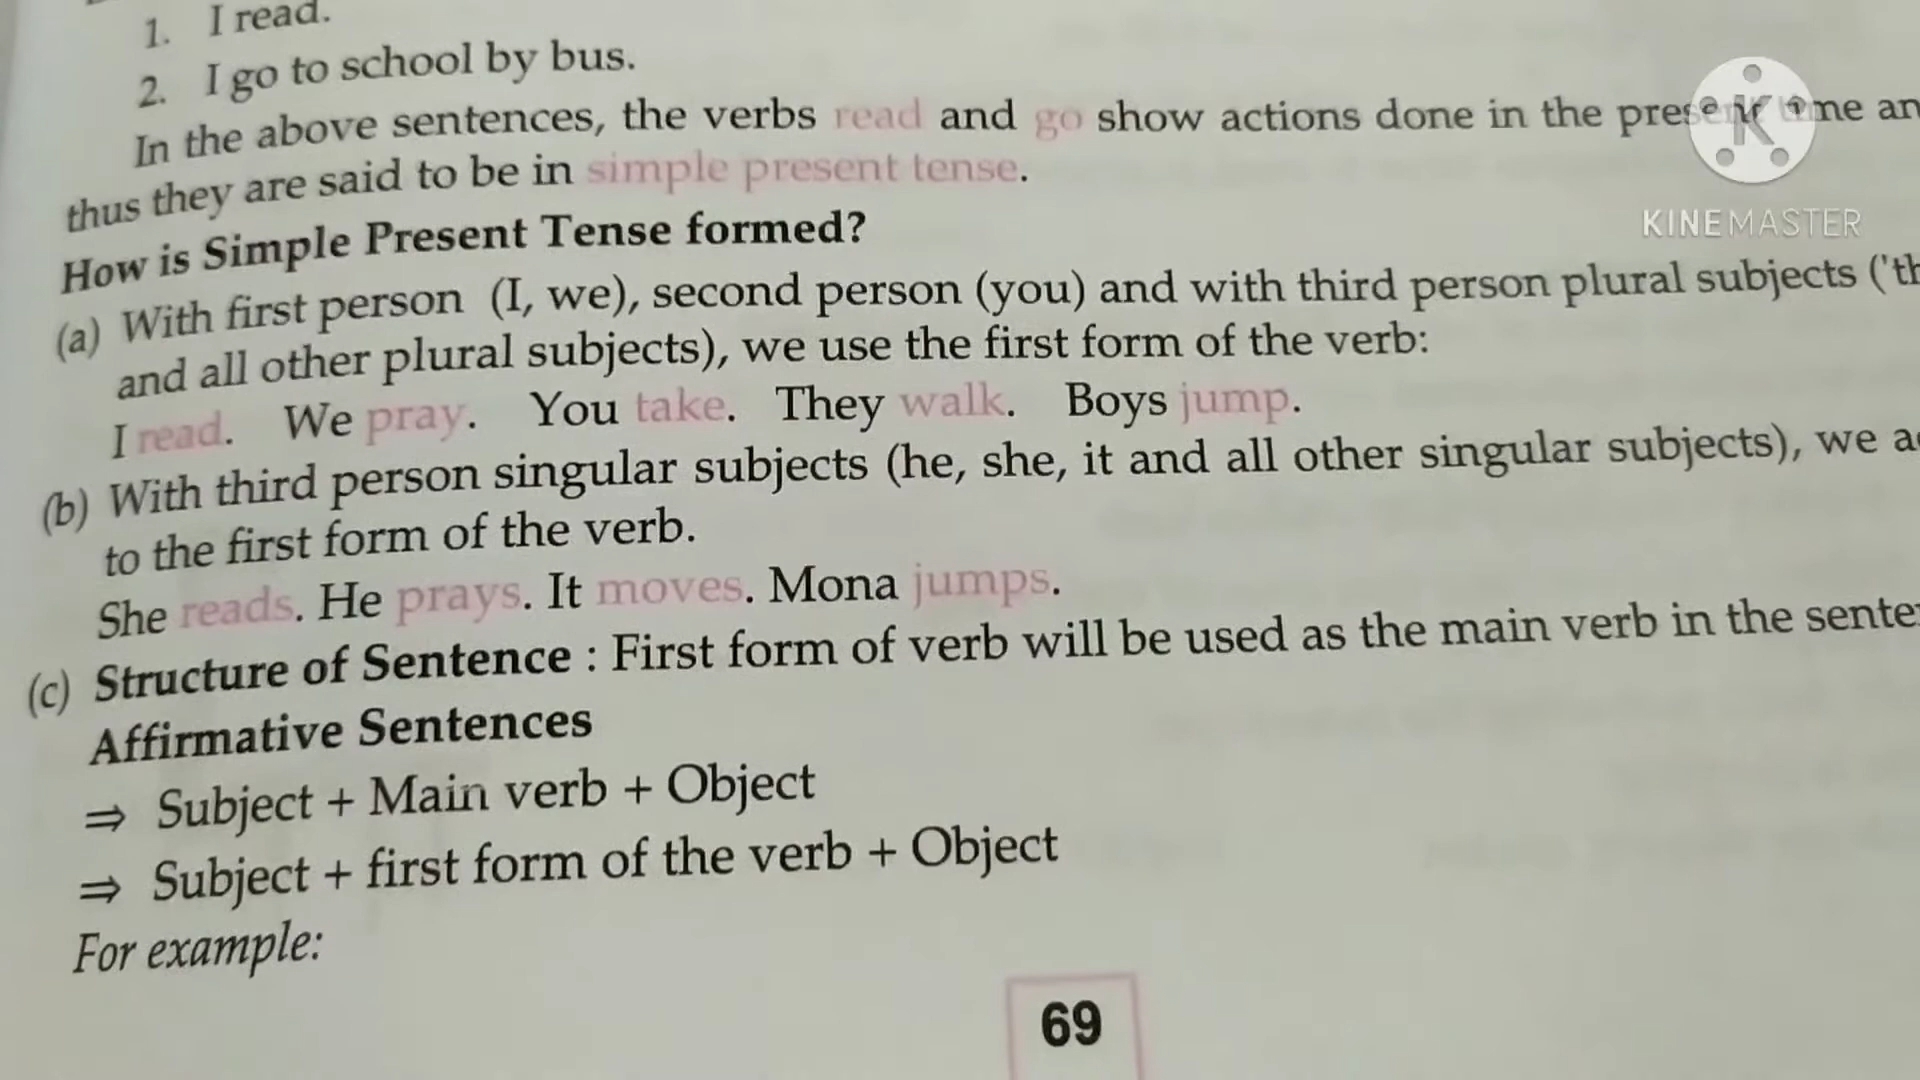 1. I read.
2. I go to school by bus.
In the above sentences, the verbs read and go show actions done in the present time an
thus they are said to be in simple present tense.
How is Simple Present Tense formed?
(a) With first person (I, we), second person (you) and with third person plural subjects ('th
and all other plural subjects), we use the first form of the verb:
I read. We pray. You take. They walk. Boys jump.
(b) With third person singular subjects (he, she, it and all other singular subjects), we a
to the first form of the verb.
She reads. He prays. It moves. Mona jumps.
(c) Structure of Sentence : First form of verb will be used as the main verb in the sente
Affirmative Sentences
⇒ Subject + Main verb + Object
⇒ Subject + first form of the verb + Object
For example:
69
K
KINEMASTER